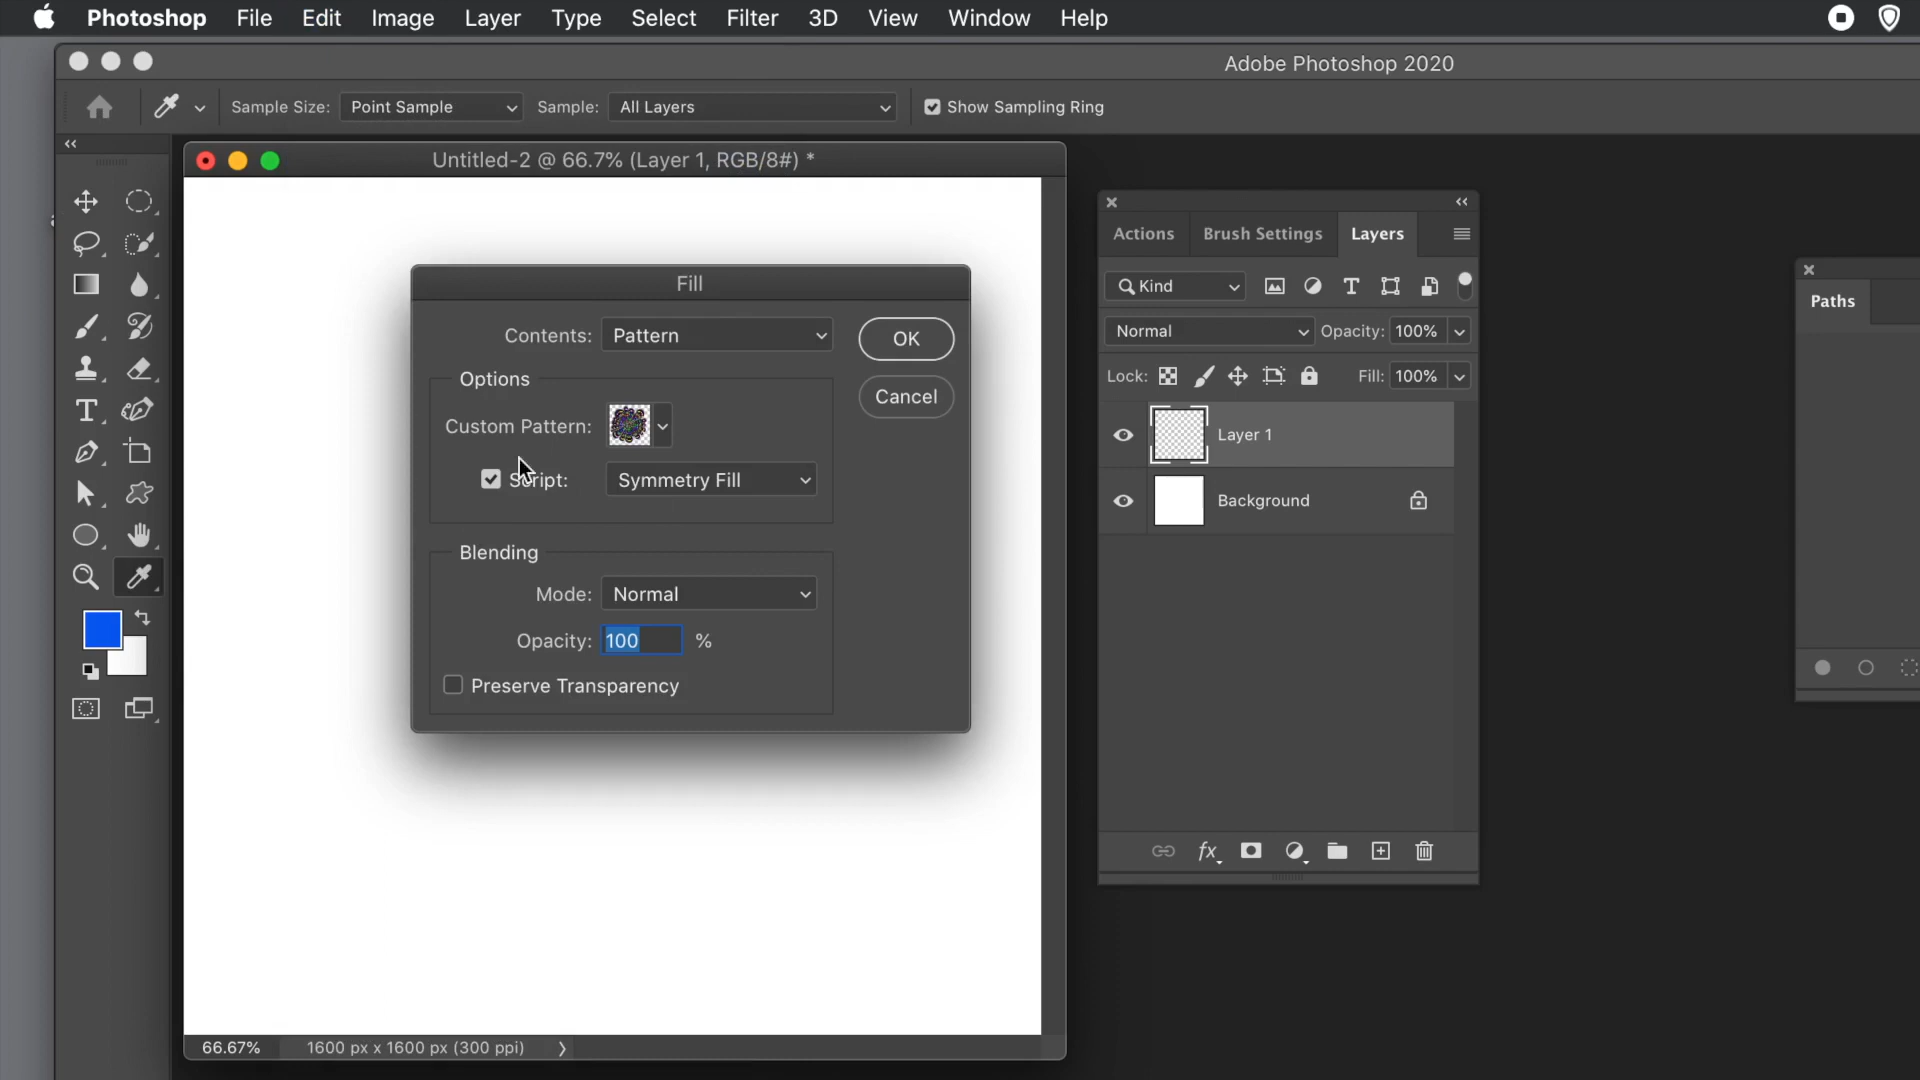 Photoshop File Edit Image Layer Type Select Filter 3D View Window Help
Adobe Photoshop 2020
Sample Size: Point Sample Sample: All Layers Show Sampling Ring
Untitled-2 @ 66.7% (Layer 1, RGB/8#) *
Fill
Contents: Pattern
OK
Options
Cancel
Custom Pattern:
Script: Symmetry Fill
Blending
Mode: Normal
Opacity: 100 %
Preserve Transparency
66.67% 1600 px x 1600 px (300 ppi)
Actions Brush Settings Layers
Kind
Normal Opacity: 100%
Lock: Fill: 100%
Layer 1
Background
fx
Paths